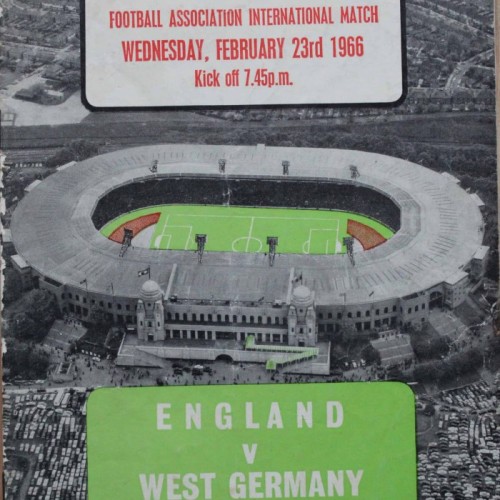 FOOTBALL ASSOCIATION INTERNATIONAL MATCH
WEDNESDAY, FEBRUARY 23rd 1966
Kick off 7.45p.m.
ENGLAND
V
WEST GERMANY